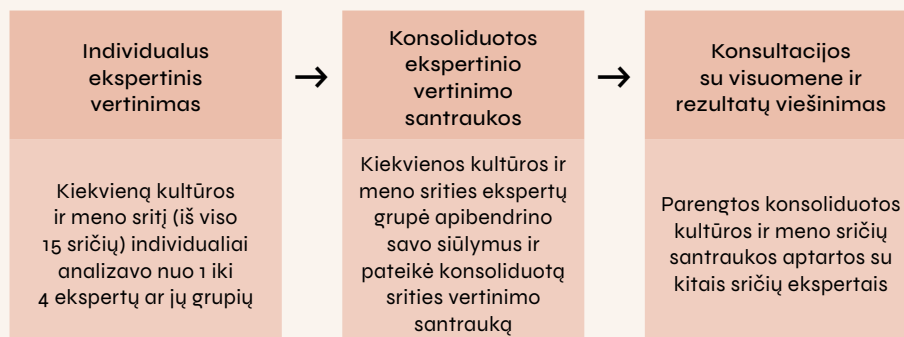 Individualus
ekspertinis
vertinimas
→
Konsoliduotos
ekspertinio
vertinimo
santraukos
→
Konsultacijos
su visuomene ir
rezultatų viešinimas
Kiekvieną kultūros
ir meno sritį (iš viso
15 sričių) individualiai
analizavo nuo 1 iki
4 ekspertų ar jų grupių
Kiekvienos kultūros ir
meno srities ekspertų
grupė apibendrino
savo siūlymus ir
pateikė konsoliduotą
srities vertinimo
santrauką
Parengtos konsoliduotos
kultūros ir meno sričių
santraukos aptartos su
kitais sričių ekspertais